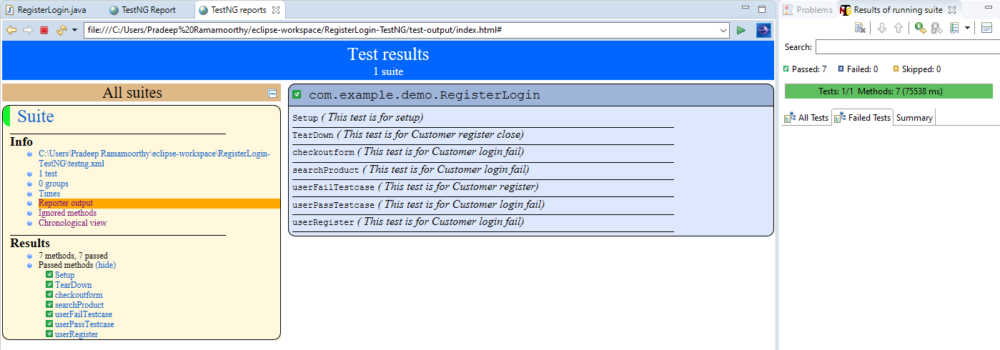 RegisterLogin.java
TestNG Report
TestNG reports
file:///C:/Users/Pradeep%20Ramamoorthy/eclipse-workspace/RegisterLogin-TestNG/test-output/index.html#
Test results
1 suite
All suites
Suite
Info
C:\Users\Pradeep Ramamoorthy\eclipse-workspace\RegisterLogin-
TestNG\testng.xml
1 test
0 groups
Times
Reporter output
Ignored methods
Chronological view
Results
7 methods, 7 passed
Passed methods (hide)
Setup
TearDown
checkoutform
searchProduct
userFailTestcase
userPassTestcase
userRegister
com.example.demo.RegisterLogin
Setup ( This test is for setup)
TearDown ( This test is for Customer register close)
checkoutform ( This test is for Customer login fail)
searchProduct ( This test is for Customer login fail)
userFailTestcase ( This test is for Customer register)
userPassTestcase ( This test is for Customer login fail)
userRegister ( This test is for Customer login fail)
Problems
Results of running suite
Search:
Passed: 7
Failed: 0
Skipped: 0
Tests: 1/1 Methods: 7 (75538 ms)
All Tests
Failed Tests
Summary